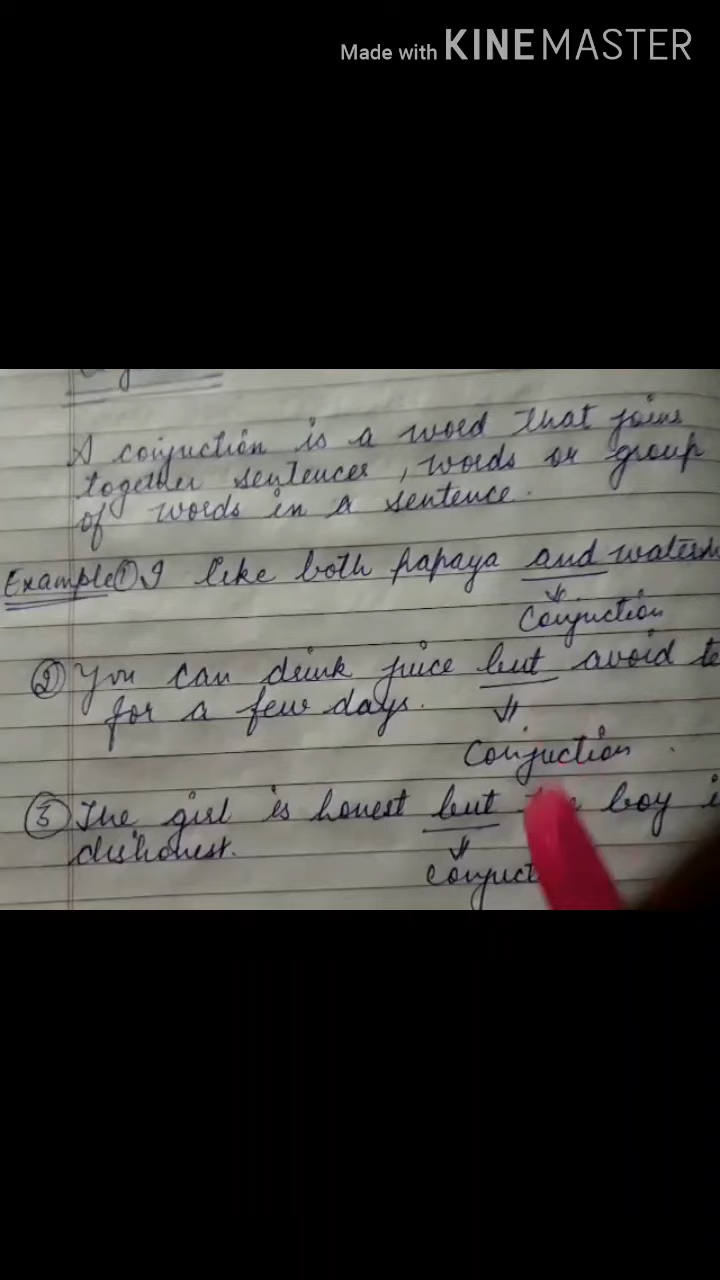 Made with KINEMASTER
A conjuction is a word that joins
together sentences, words or group
of words in a sentence.
Example ① I like both papaya and
Conjuction
② You can drink juice but avoid
for a few days.
Conjuction
③ The girl is honest but boy
dishonest.